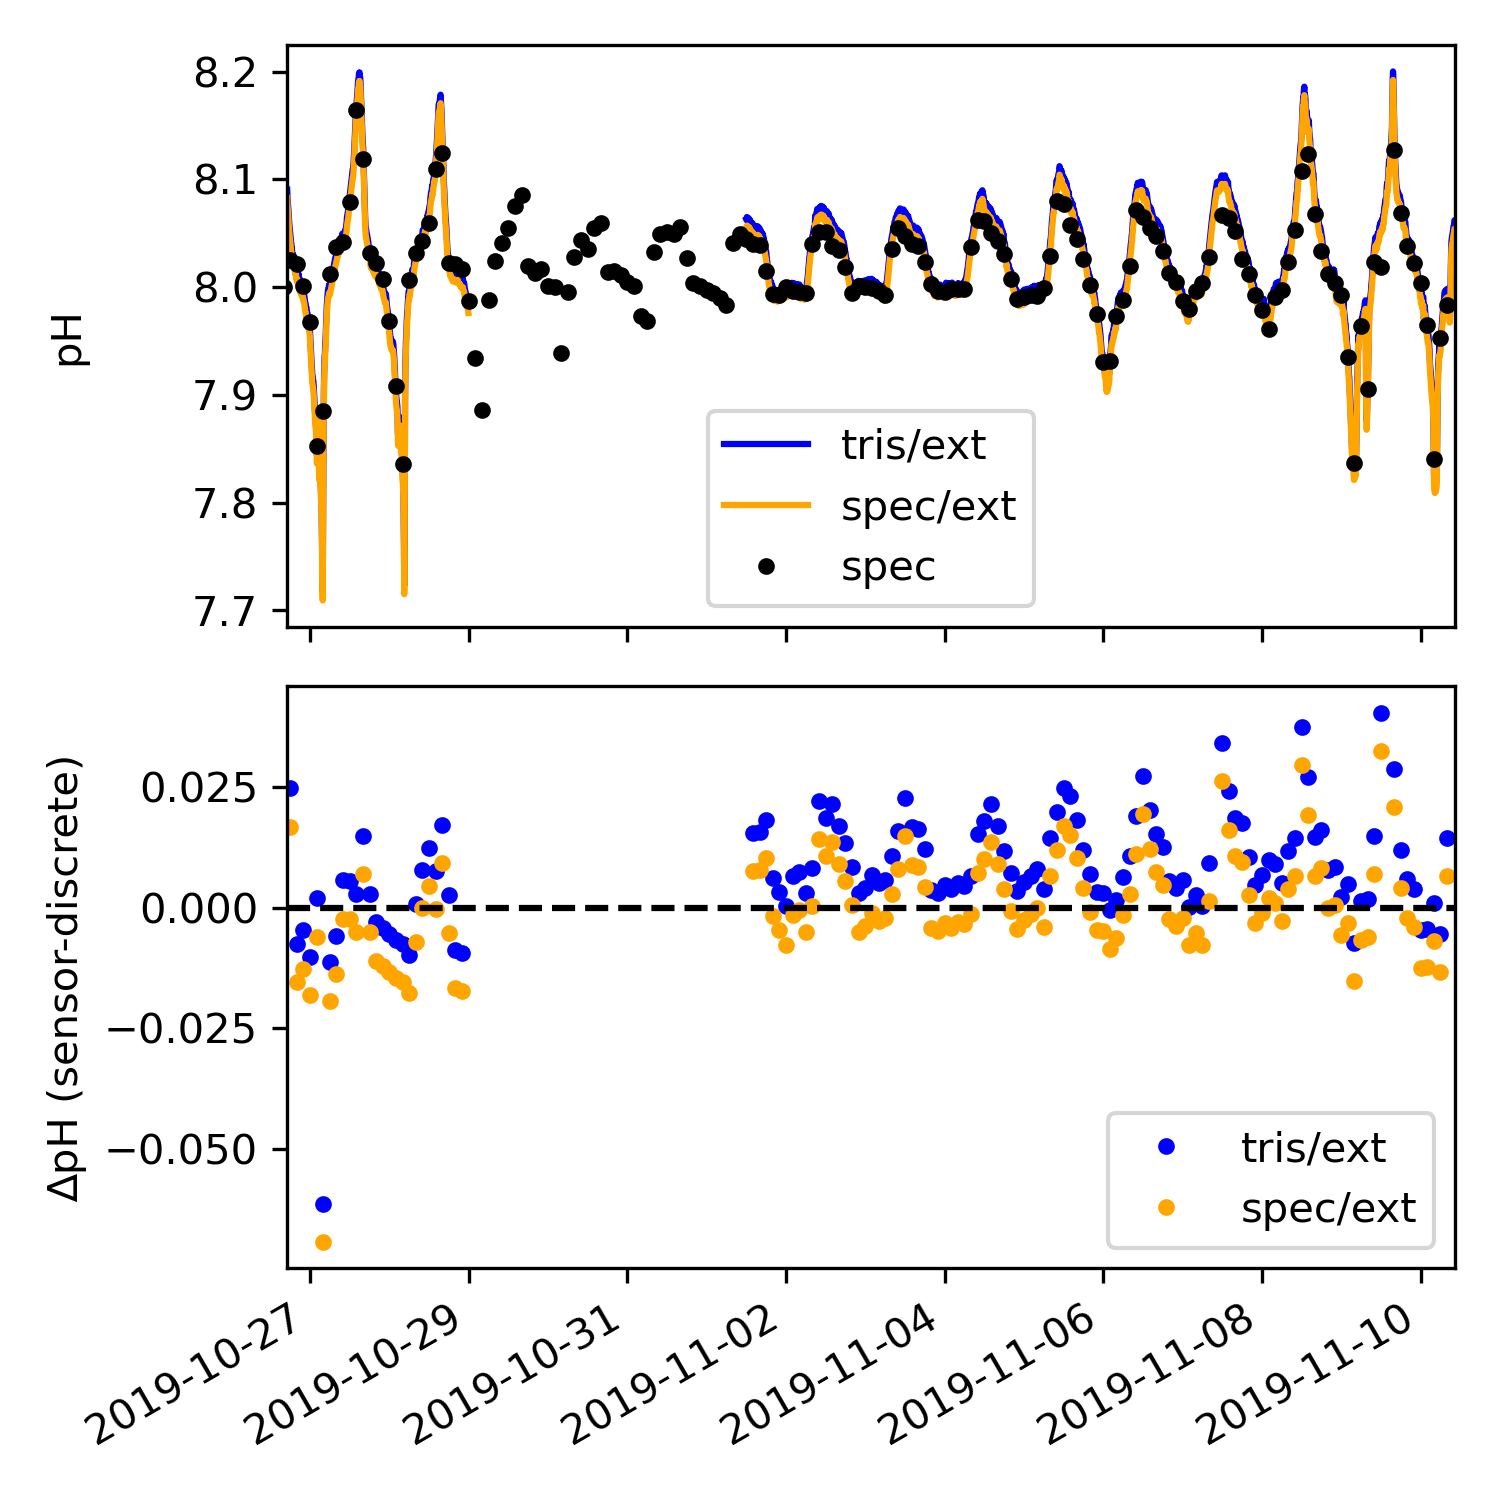 8.2
8.1
8.0
7.9
7.8
7.7
pH
tris/ext
spec/ext
spec
0.025
0.000
−0.025
−0.050
ΔpH (sensor-discrete)
tris/ext
spec/ext
2019-10-27
2019-10-29
2019-10-31
2019-11-02
2019-11-04
2019-11-06
2019-11-08
2019-11-10